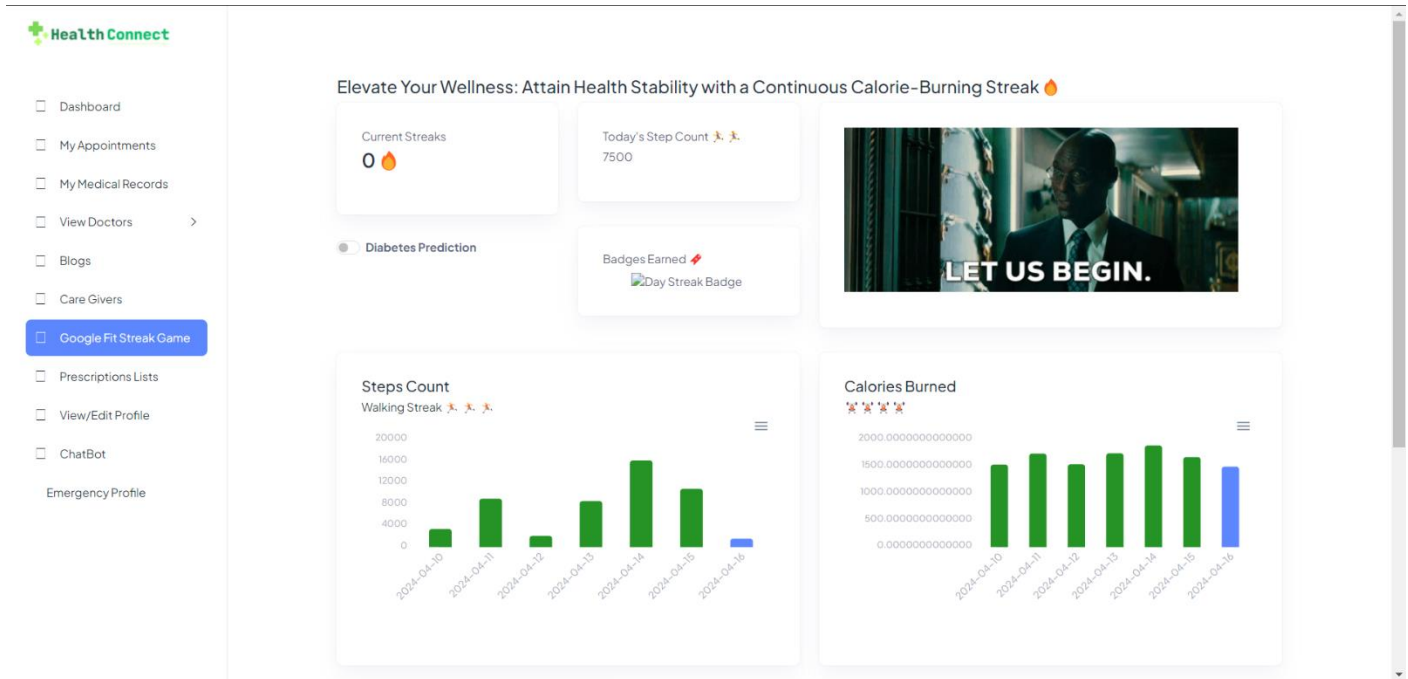 Health Connect
Dashboard
My Appointments
My Medical Records
View Doctors
Blogs
Care Givers
Google Fit Streak Game
Prescriptions Lists
View/Edit Profile
ChatBot
Emergency Profile
Elevate Your Wellness: Attain Health Stability with a Continuous Calorie-Burning Streak 🔥
Current Streaks
0 🔥
Today's Step Count 🏃 🏃
7500
Diabetes Prediction
Badges Earned
Day Streak Badge
LET US BEGIN.
Steps Count
Walking Streak 🏃 🏃 🏃
20000
16000
12000
8000
4000
0
2024-04-10
2024-04-11
2024-04-12
2024-04-13
2024-04-14
2024-04-15
2024-04-16
Calories Burned
2000.0000000000000
1500.0000000000000
1000.0000000000000
500.0000000000000
0.0000000000000
2024-04-10
2024-04-11
2024-04-12
2024-04-13
2024-04-14
2024-04-15
2024-04-16